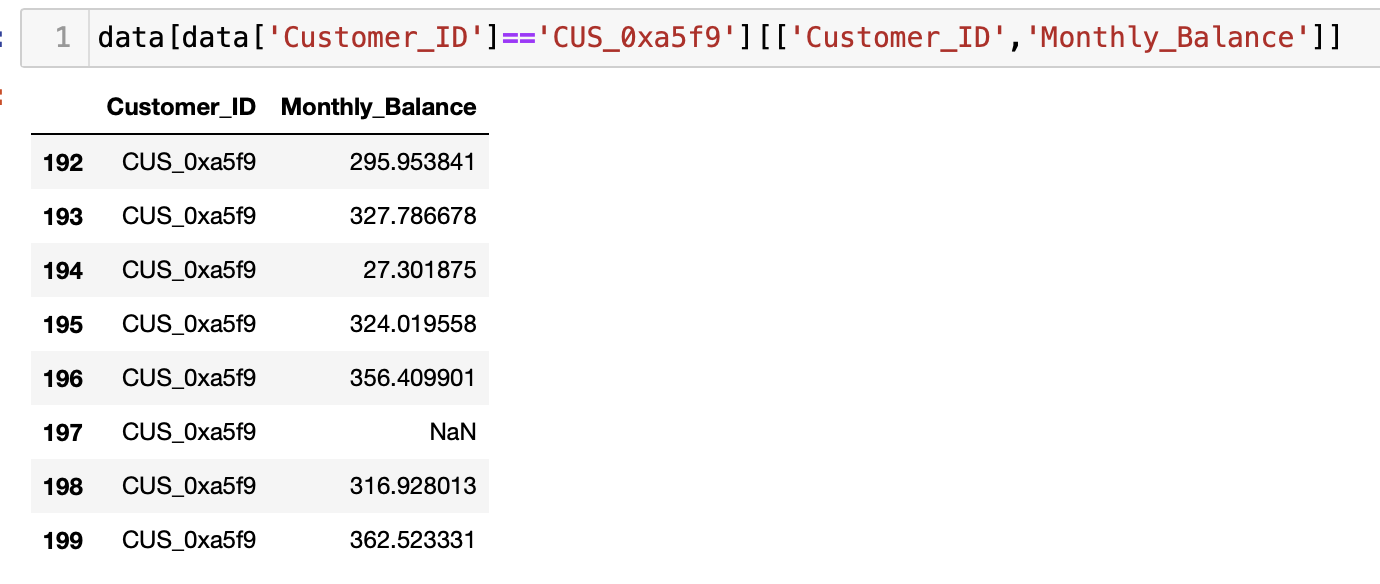 1 data[data['Customer_ID']=='CUS_0xa5f9'][['Customer_ID','Monthly_Balance']]
Customer_ID Monthly_Balance
192 CUS_0xa5f9 295.953841
193 CUS_0xa5f9 327.786678
194 CUS_0xa5f9 27.301875
195 CUS_0xa5f9 324.019558
196 CUS_0xa5f9 356.409901
197 CUS_0xa5f9 NaN
198 CUS_0xa5f9 316.928013
199 CUS_0xa5f9 362.523331